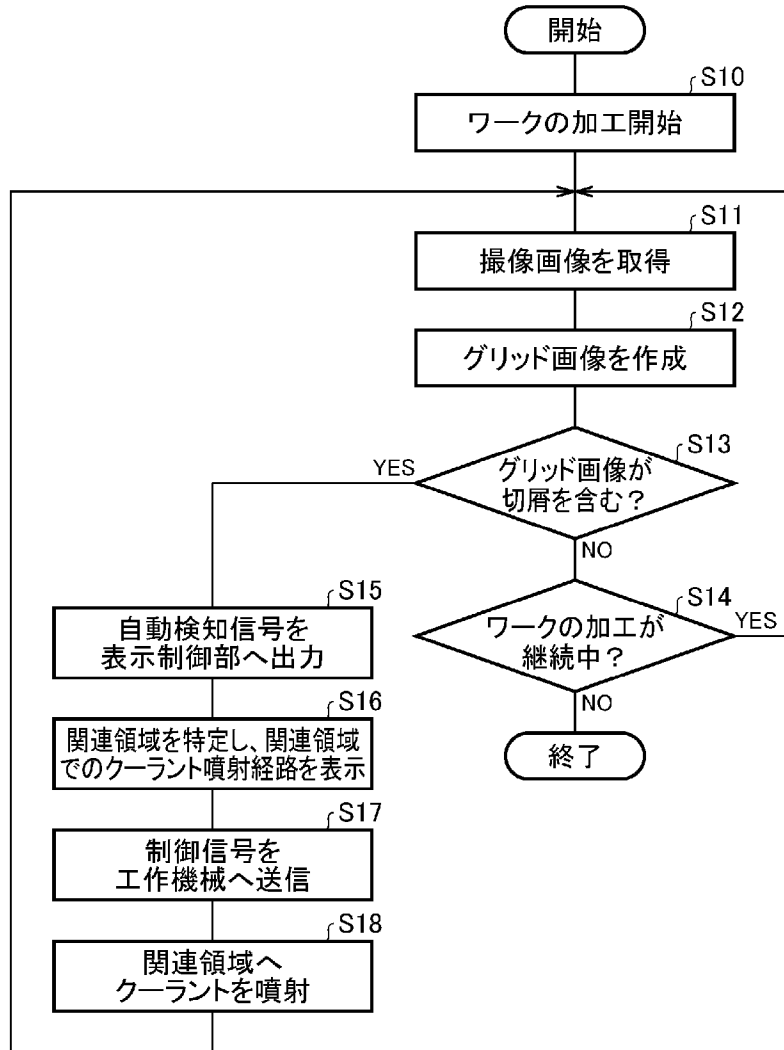 開始
S10
ワークの加工開始
S11
撮像画像を取得
S12
グリッド画像を作成
S13
グリッド画像が
切屑を含む？
YES
NO
S14
ワークの加工が
継続中？
YES
NO
終了
S15
自動検知信号を
表示制御部へ出力
S16
関連領域を特定し、関連領域
でのクーラント噴射経路を表示
S17
制御信号を
工作機械へ送信
S18
関連領域へ
クーラントを噴射